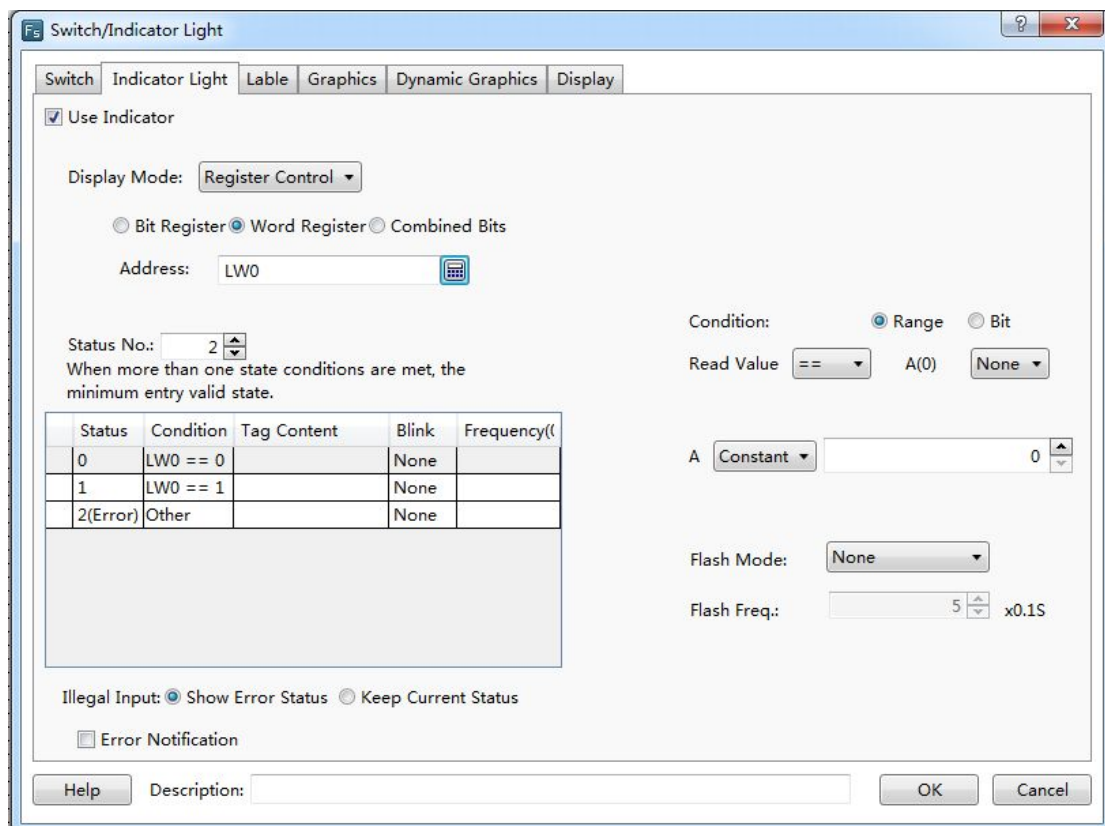 Fs Switch/Indicator Light ? X
Switch Indicator Light Lable Graphics Dynamic Graphics Display
Use Indicator
Display Mode: Register Control
Bit Register Word Register Combined Bits
Address: LW0
Condition: Range Bit
Status No.: 2
Read Value == A(0) None
When more than one state conditions are met, the
minimum entry valid state.
Status Condition Tag Content Blink Frequency((
0 LW0 == 0 None
1 LW0 == 1 None
2(Error) Other None
A Constant 0
Flash Mode: None
Flash Freq.: 5 x0.1S
Illegal Input: Show Error Status Keep Current Status
Error Notification
Help Description: OK Cancel